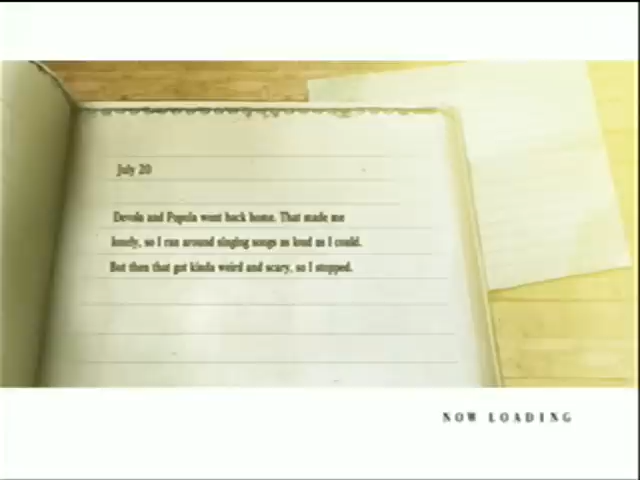 July 20
Devola and Popola went back home. That made me
lonely, so I ran around singing songs as loud as I could.
But then that got kinda weird and scary, so I stopped.
NOW LOADING